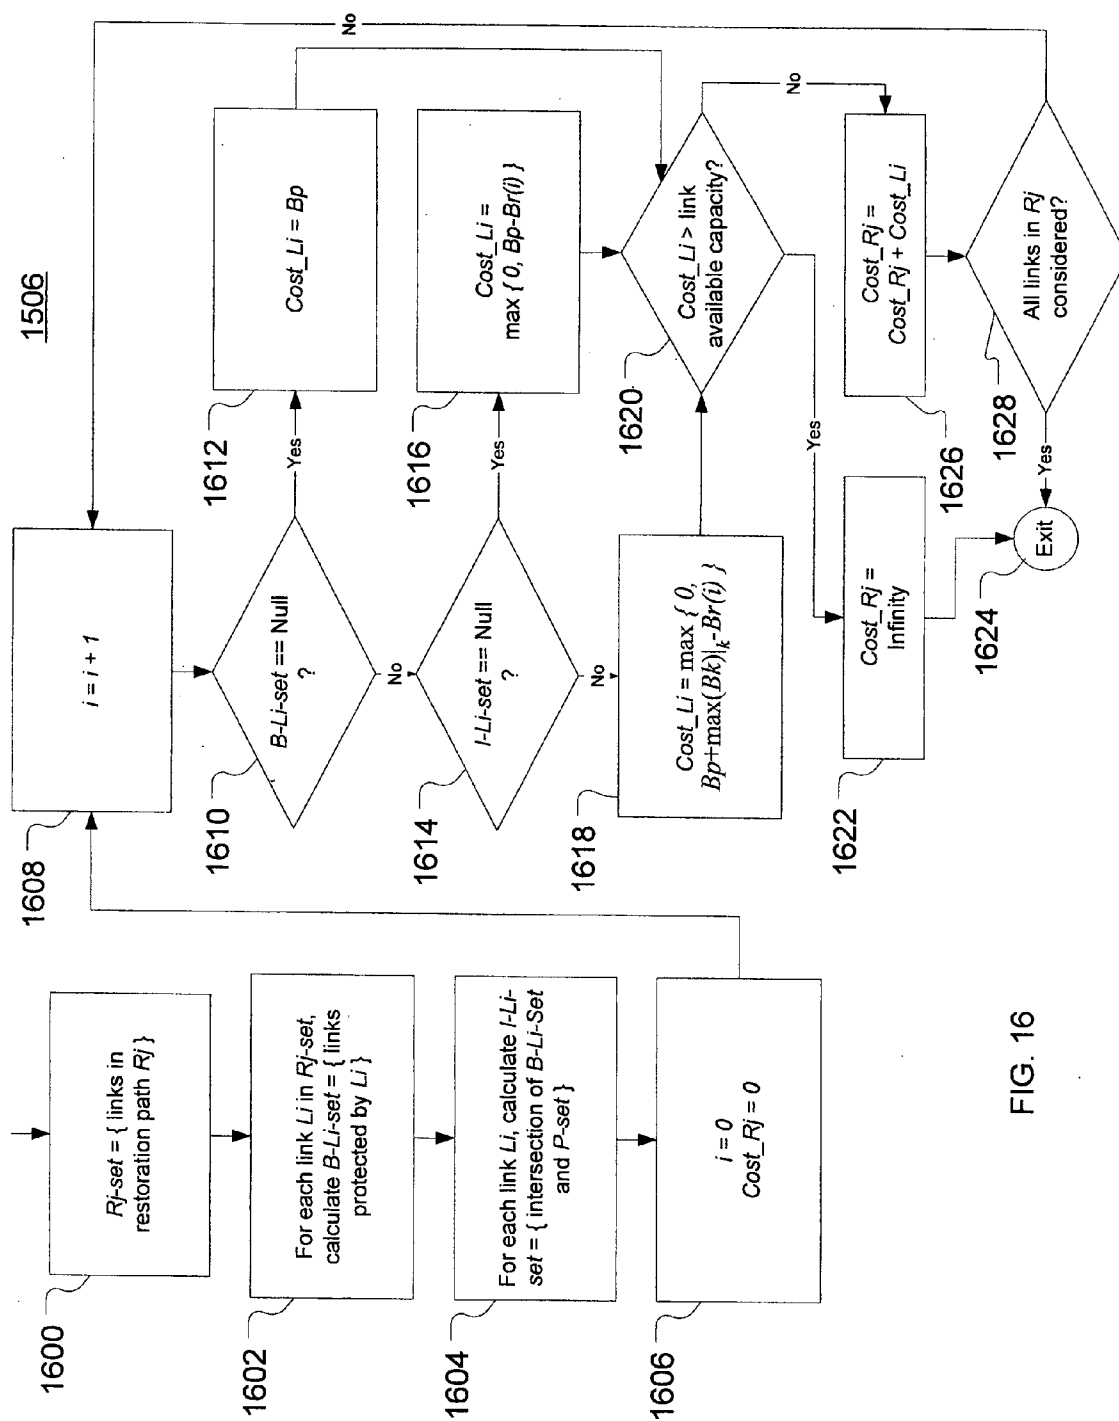 1506
1600
Rj-set = { links in
restoration path Rj }
1602
For each link Li in Rj-set,
calculate B-Li-set = { links
protected by Li }
1604
For each link Li, calculate I-Li-
set = { intersection of B-Li-Set
and P-set }
1606
i = 0
Cost_Rj = 0
1608
i = i + 1
1610
B-Li-set == Null
?
Yes
No
1612
Cost_Li = Bp
1614
I-Li-set == Null
?
Yes
No
1616
Cost_Li =
max { 0, Bp-Br(i) }
1618
Cost_Li = max { 0,
Bp+max(Bk)|k-Br(i) }
1620
Cost_Li > link
available capacity?
Yes
No
1622
Cost_Rj =
Infinity
1624
Exit
1626
Cost_Rj =
Cost_Rj + Cost_Li
1628
All links in Rj
considered?
Yes
No
FIG. 16